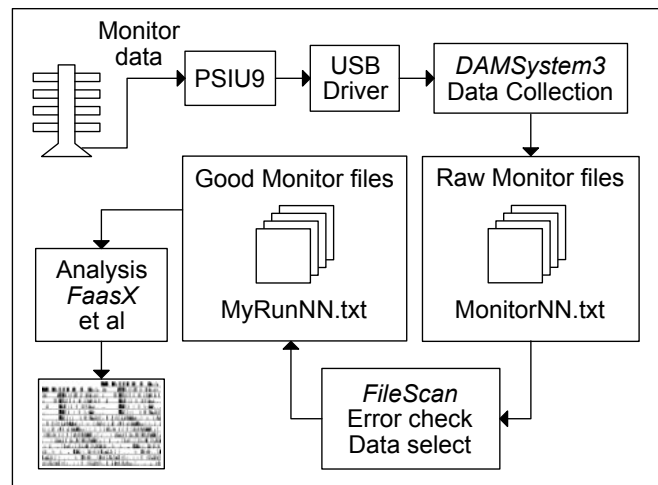 Monitor
data
PSIU9
USB
Driver
DAMSystem3
Data Collection
Raw Monitor files
MonitorNN.txt
FileScan
Error check
Data select
Good Monitor files
MyRunNN.txt
Analysis
FaasX
et al